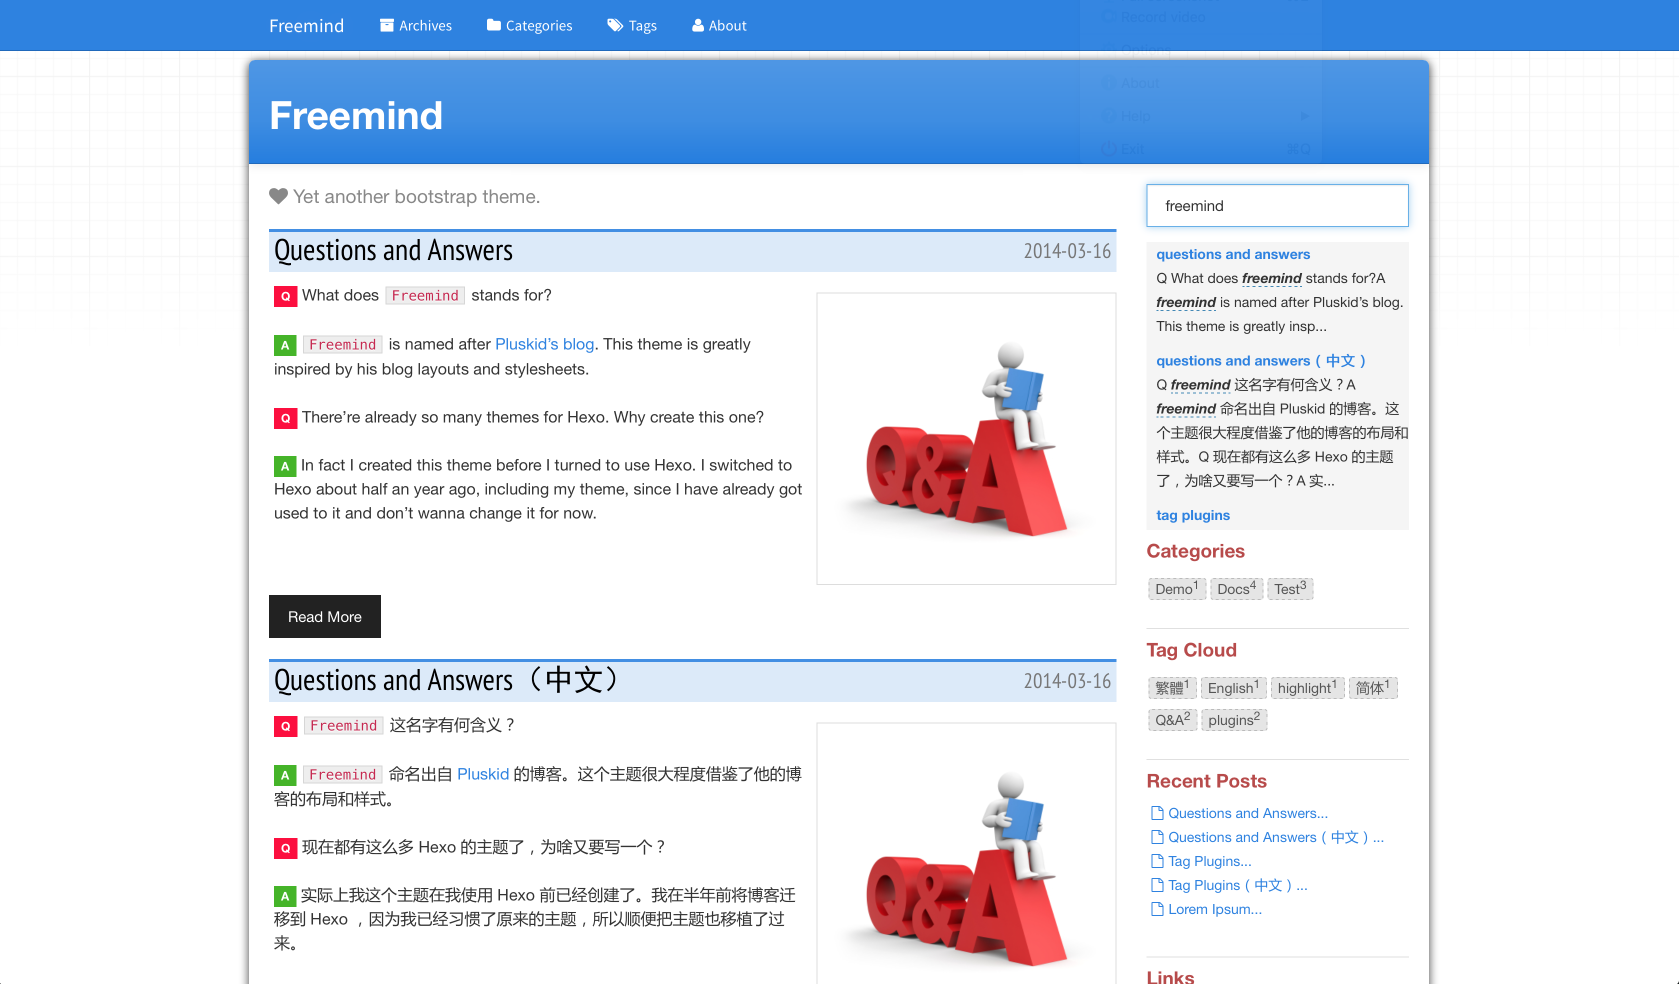 Freemind Archives Categories Tags About
Record video
Options
About
Help
Exit ⌘Q
Freemind
Yet another bootstrap theme.
Questions and Answers 2014-03-16
Q What does Freemind stands for?
A Freemind is named after Pluskid’s blog. This theme is greatly
inspired by his blog layouts and stylesheets.
Q There’re already so many themes for Hexo. Why create this one?
A In fact I created this theme before I turned to use Hexo. I switched to
Hexo about half an year ago, including my theme, since I have already got
used to it and don’t wanna change it for now.
Q&A
Read More
Questions and Answers（中文） 2014-03-16
Q Freemind 这名字有何含义？
A Freemind 命名出自 Pluskid 的博客。这个主题很大程度借鉴了他的博
客的布局和样式。
Q 现在都有这么多 Hexo 的主题了，为啥又要写一个？
A 实际上我这个主题在我使用 Hexo 前已经创建了。我在半年前将博客迁
移到 Hexo ，因为我已经习惯了原来的主题，所以顺便把主题也移植了过
来。
Q&A
freemind
questions and answers
Q What does freemind stands for?A
freemind is named after Pluskid’s blog.
This theme is greatly insp...
questions and answers（中文）
Q freemind 这名字有何含义？A
freemind 命名出自 Pluskid 的博客。这
个主题很大程度借鉴了他的博客的布局和
样式。Q 现在都有这么多 Hexo 的主题
了，为啥又要写一个？A 实...
tag plugins
Categories
Demo1 Docs4 Test3
Tag Cloud
繁體1 English1 highlight1 简体1
Q&A2 plugins2
Recent Posts
Questions and Answers...
Questions and Answers（中文）...
Tag Plugins...
Tag Plugins（中文）...
Lorem Ipsum...
Links